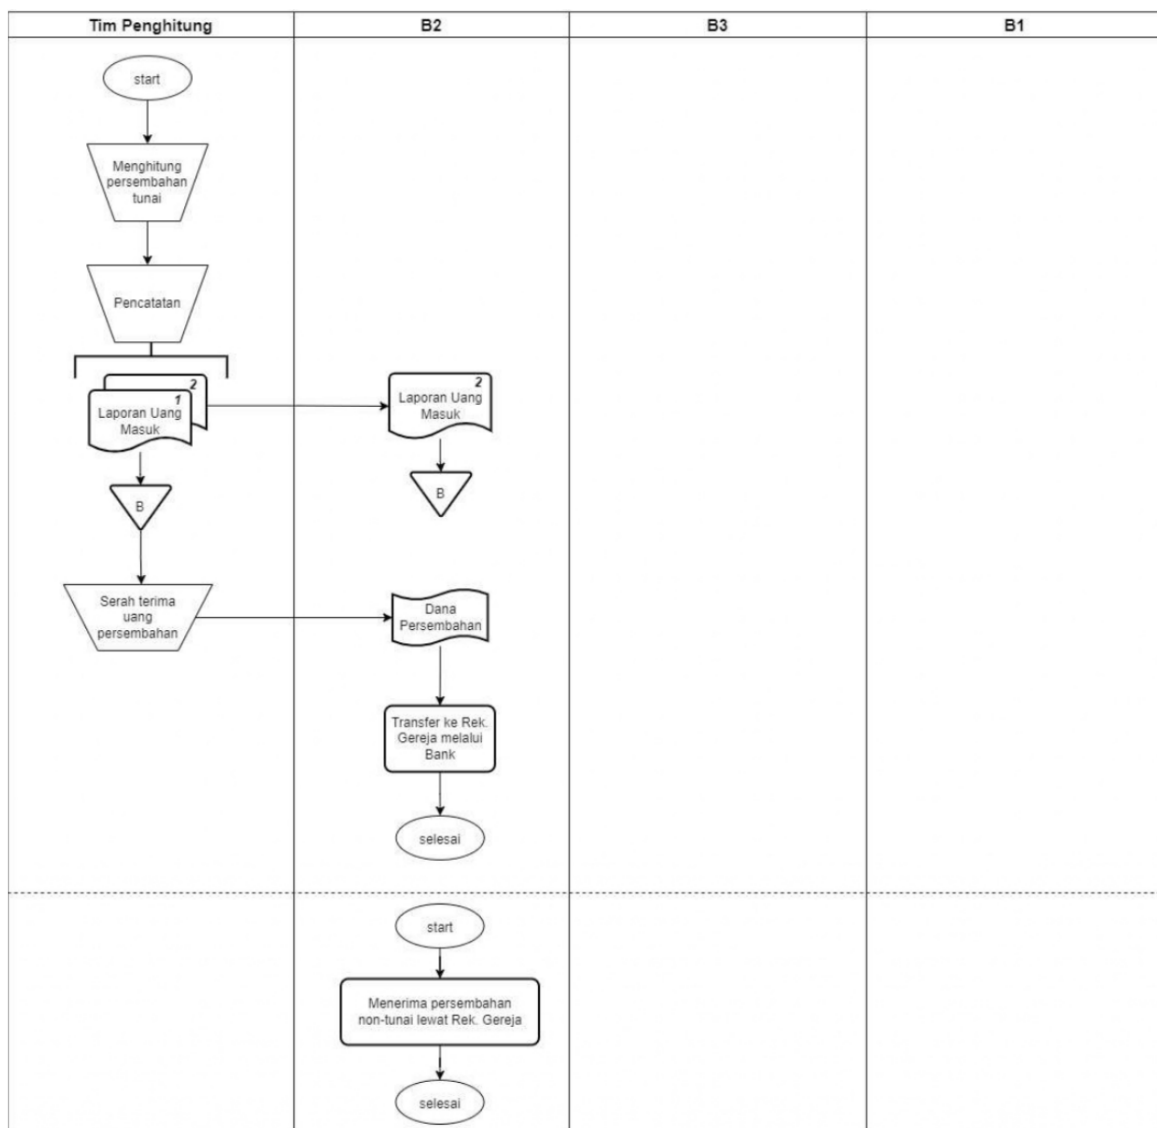 Tim Penghitung
B2
B3
B1
start
Menghitung
persembahan
tunai
Pencatatan
2
1
Laporan Uang
Masuk
2
Laporan Uang
Masuk
B
B
Serah terima
uang
persembahan
Dana
Persembahan
Transfer ke Rek.
Gereja melalui
Bank
selesai
start
Menerima persembahan
non-tunai lewat Rek. Gereja
selesai